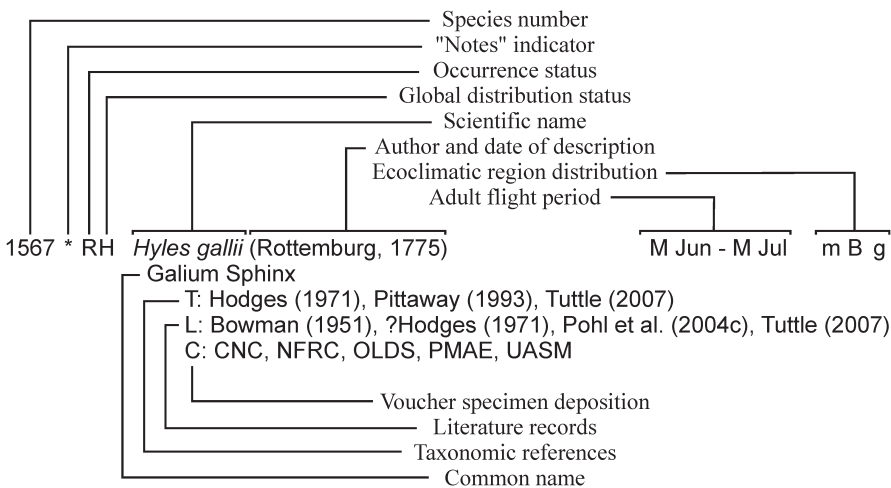 Species number
"Notes" indicator
Occurrence status
Global distribution status
Scientific name
Author and date of description
Ecoclimatic region distribution
Adult flight period
1567 * RH Hyles gallii (Rottemburg, 1775) M Jun - M Jul m B g
Galium Sphinx
T: Hodges (1971), Pittaway (1993), Tuttle (2007)
L: Bowman (1951), ?Hodges (1971), Pohl et al. (2004c), Tuttle (2007)
C: CNC, NFRC, OLDS, PMAE, UASM
Voucher specimen deposition
Literature records
Taxonomic references
Common name